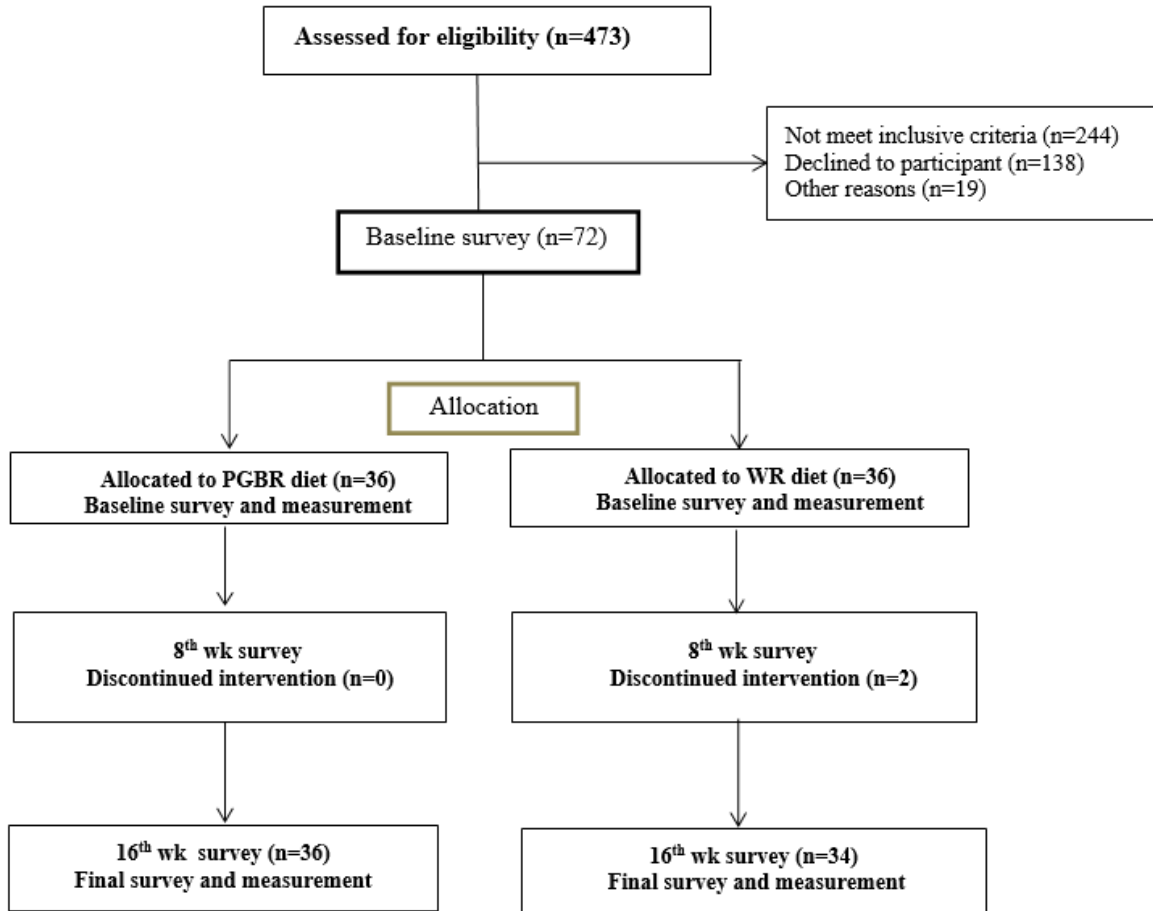 Assessed for eligibility (n=473)
Not meet inclusive criteria (n=244)
Declined to participant (n=138)
Other reasons (n=19)
Baseline survey (n=72)
Allocation
Allocated to PGBR diet (n=36)
Baseline survey and measurement
Allocated to WR diet (n=36)
Baseline survey and measurement
8th wk survey
Discontinued intervention (n=0)
8th wk survey
Discontinued intervention (n=2)
16th wk survey (n=36)
Final survey and measurement
16th wk survey (n=34)
Final survey and measurement